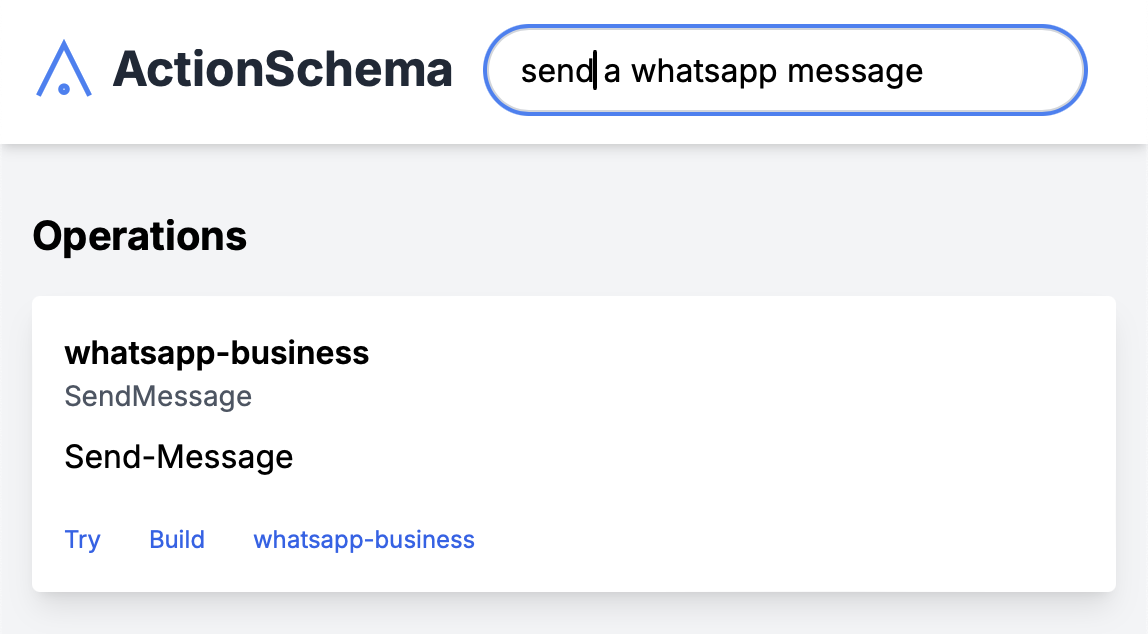 ActionSchema
send a whatsapp message
Operations
whatsapp-business
SendMessage
Send-Message
Try Build whatsapp-business